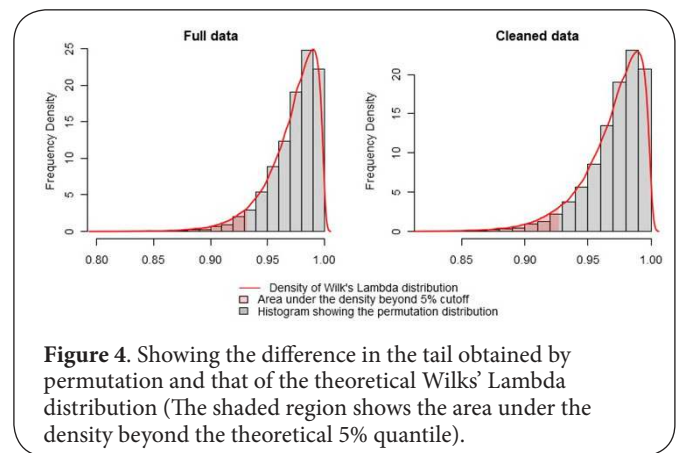 Full data
Cleaned data
Frequency Density
0
5
10
15
20
25
0.80
0.85
0.90
0.95
1.00
Frequency Density
0
5
10
15
20
0.85
0.90
0.95
1.00
Density of Wilk's Lambda distribution
Area under the density beyond 5% cutoff
Histogram showing the permutation distribution
Figure 4. Showing the difference in the tail obtained by
permutation and that of the theoretical Wilks’ Lambda
distribution (The shaded region shows the area under the
density beyond the theoretical 5% quantile).